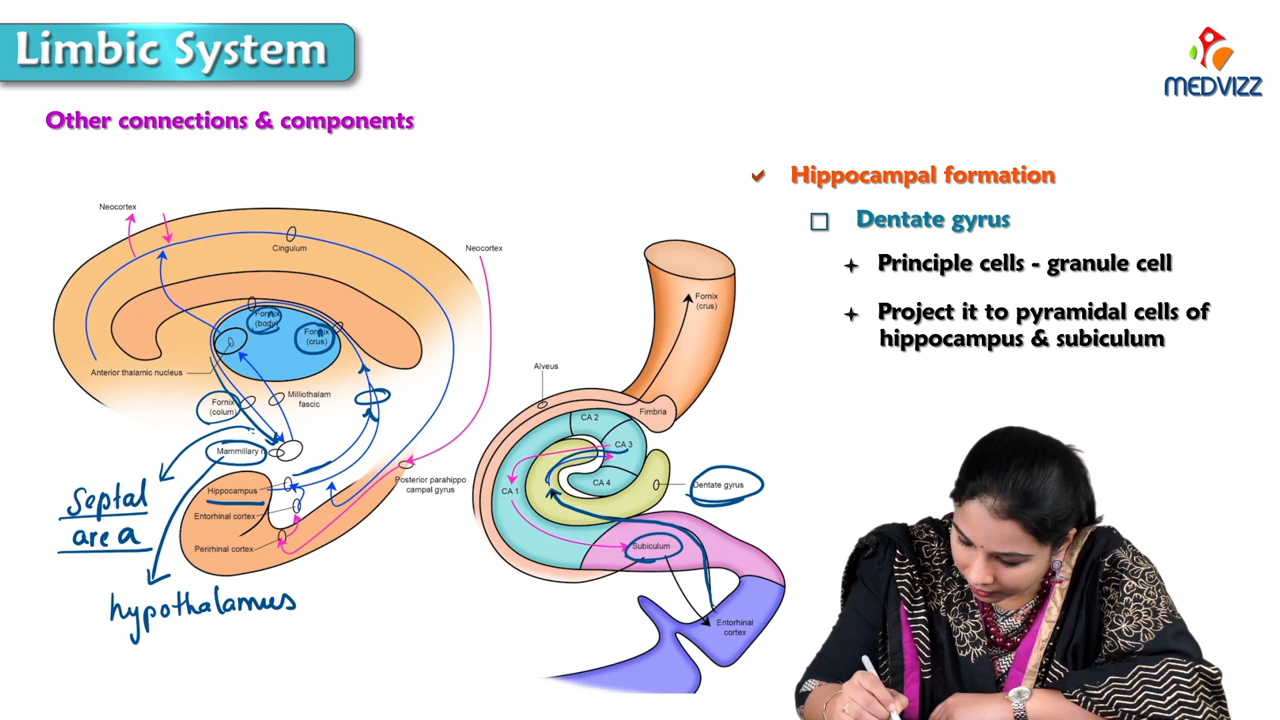 Limbic System
MEDVIZZ
Other connections & components
Hippocampal formation
Dentate gyrus
Principle cells - granule cell
Project it to pyramidal cells of
hippocampus & subiculum
Neocortex
Cingulum
Neocortex
Fornix
(body)
Fornix
(crus)
Anterior thalamic nucleus
Milliothalam
fascic
Fornix
(colum)
Mammillary
Hippocampus
Entorhinal cortex
Perirhinal cortex
Posterior parahippo
campal gyrus
Septal
area
hypothalamus
Fornix
(crus)
Alveus
Fimbria
CA 2
CA 3
CA 4
CA 1
Dentate gyrus
Subiculum
Entorhinal
cortex